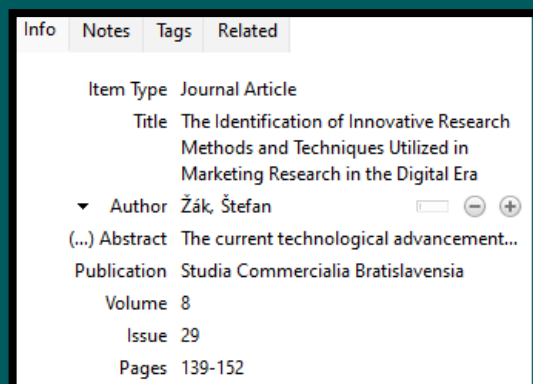 Info Notes Tags Related
Item Type Journal Article
Title The Identification of Innovative Research
Methods and Techniques Utilized in
Marketing Research in the Digital Era
Author Žák, Štefan
(...) Abstract The current technological advancement...
Publication Studia Commercialia Bratislavensia
Volume 8
Issue 29
Pages 139-152